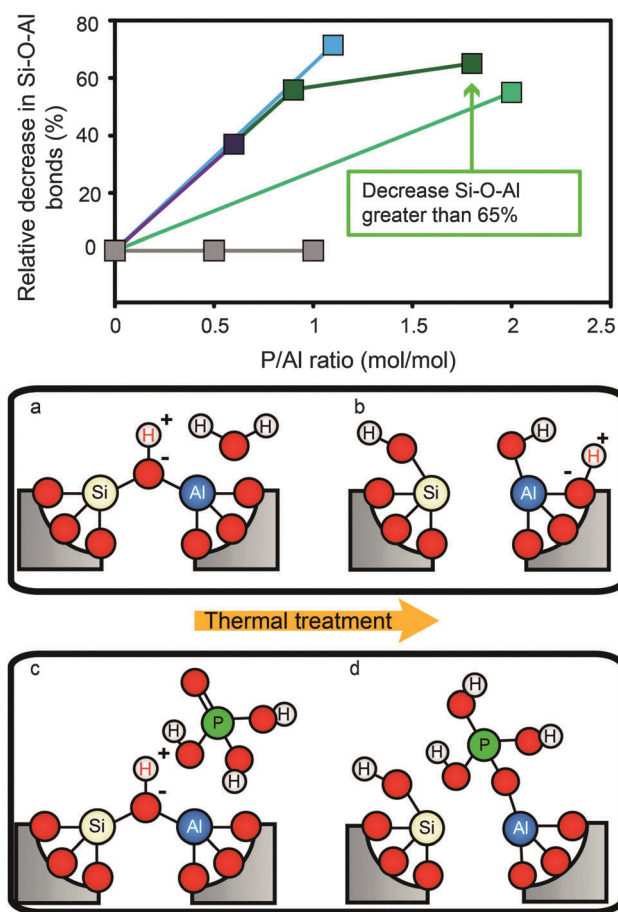 Relative decrease in Si-O-Al
bonds (%)
80
60
40
20
0
0
0.5
1
1.5
2
2.5
P/Al ratio (mol/mol)
Decrease Si-O-Al
greater than 65%
a
H
+
-
H
H
Si
Al
b
H
H
H
+
-
Si
Al
Thermal treatment
c
P
H
H
H
H
+
-
Si
Al
d
H
P
H
H
H
Si
Al